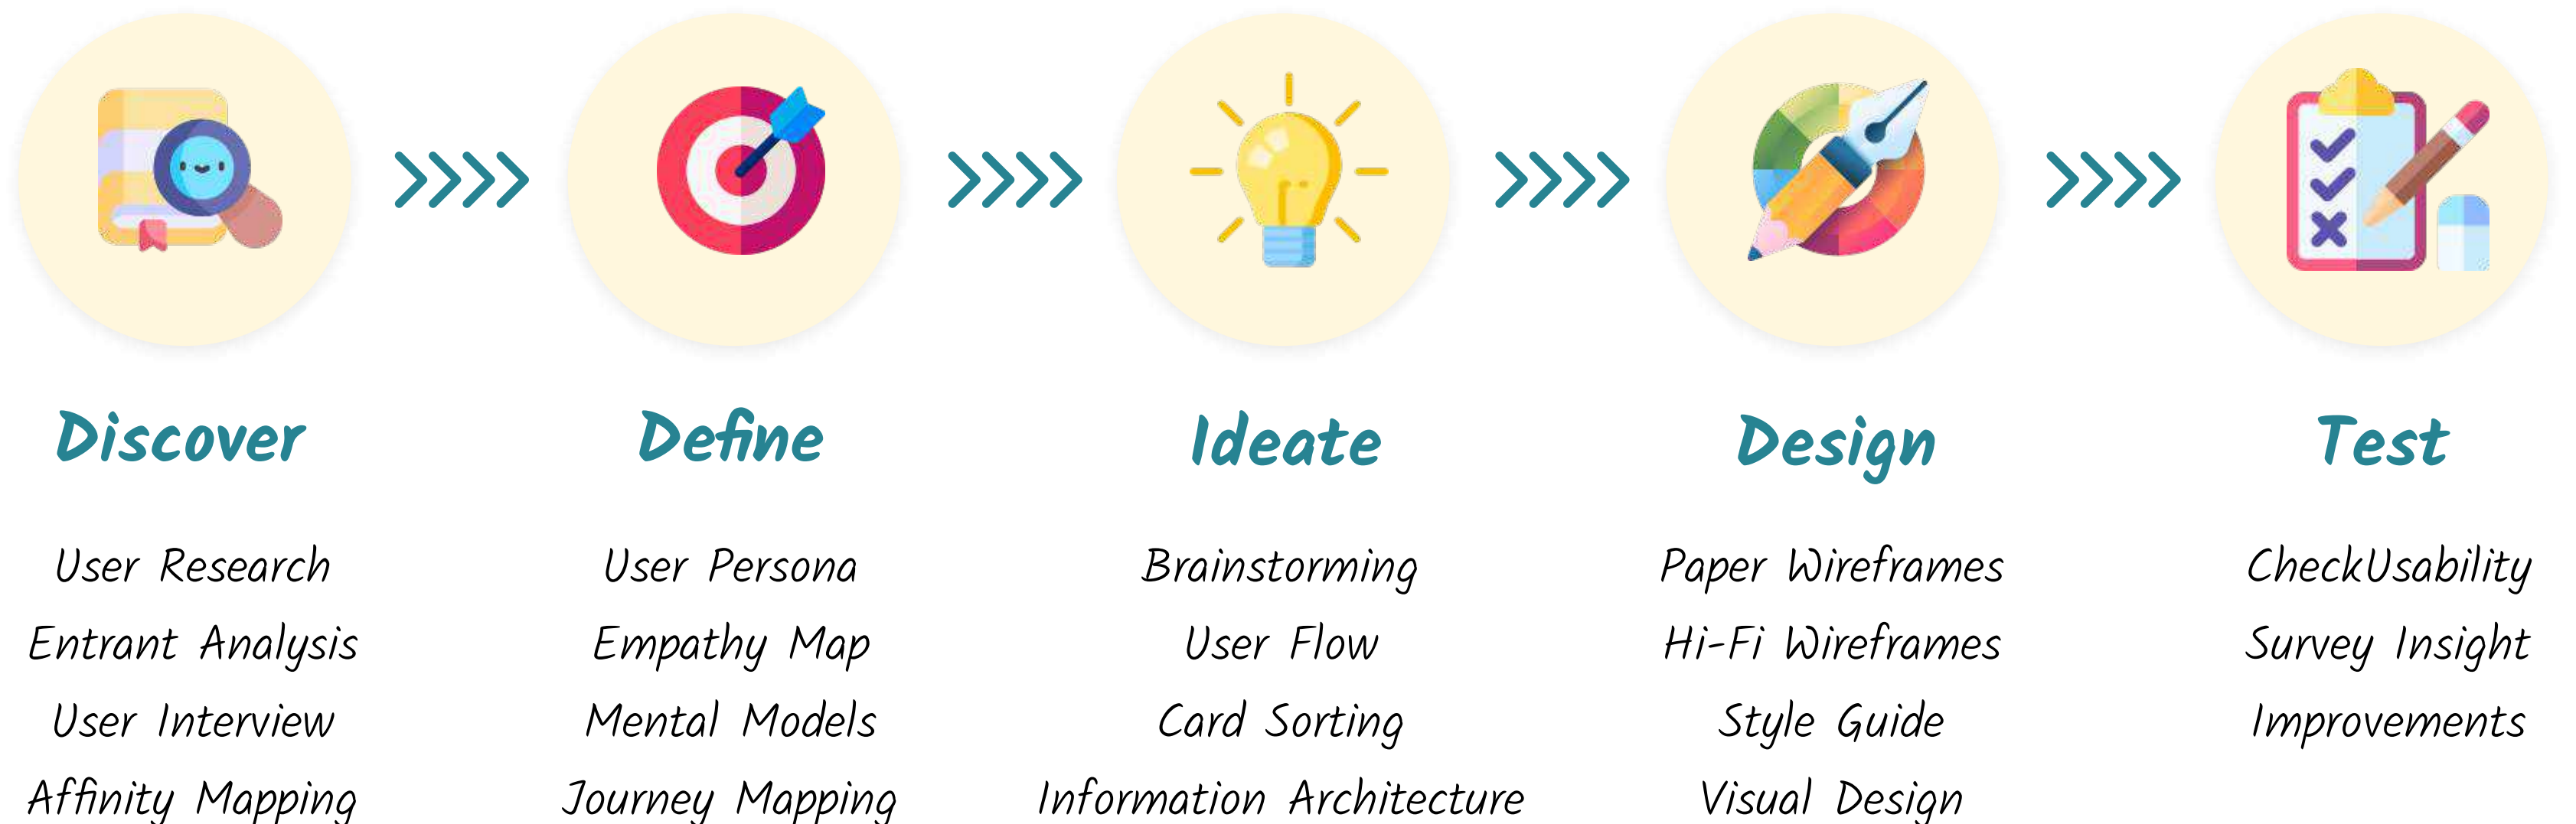 Discover
User Research
Entrant Analysis
User Interview
Affinity Mapping
Define
User Persona
Empathy Map
Mental Models
Journey Mapping
Ideate
Brainstorming
User Flow
Card Sorting
Information Architecture
Design
Paper Wireframes
Hi-Fi Wireframes
Style Guide
Visual Design
Test
CheckUsability
Survey Insight
Improvements